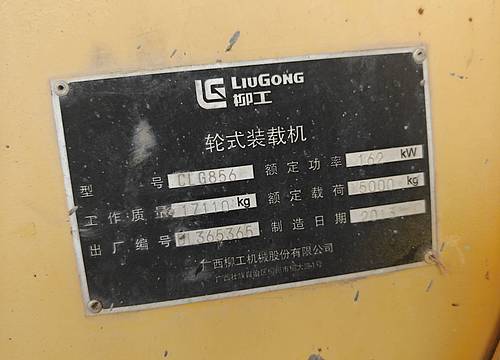 LIUGONG
柳工
轮式装载机
型 号 CLG856 额定功率 162 kW
工作质量 17110 kg 额定载荷 5000 kg
出厂编号 L365365 制造日期 2013
广西柳工机械股份有限公司